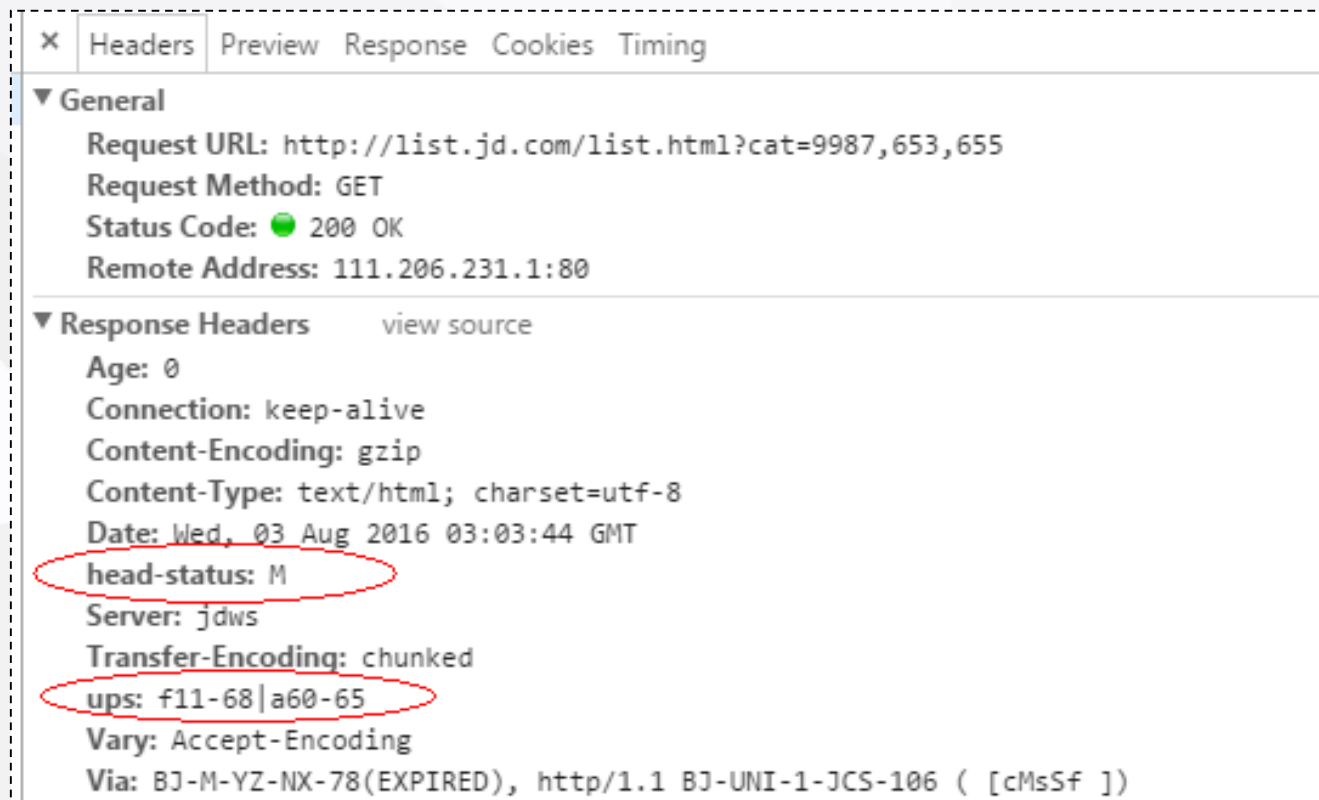 × Headers Preview Response Cookies Timing
▼ General
Request URL: http://list.jd.com/list.html?cat=9987,653,655
Request Method: GET
Status Code: 200 OK
Remote Address: 111.206.231.1:80
▼ Response Headers view source
Age: 0
Connection: keep-alive
Content-Encoding: gzip
Content-Type: text/html; charset=utf-8
Date: Wed, 03 Aug 2016 03:03:44 GMT
head-status: M
Server: jdws
Transfer-Encoding: chunked
ups: f11-68|a60-65
Vary: Accept-Encoding
Via: BJ-M-YZ-NX-78(EXPIRED), http/1.1 BJ-UNI-1-JCS-106 ( [cMsSf ])